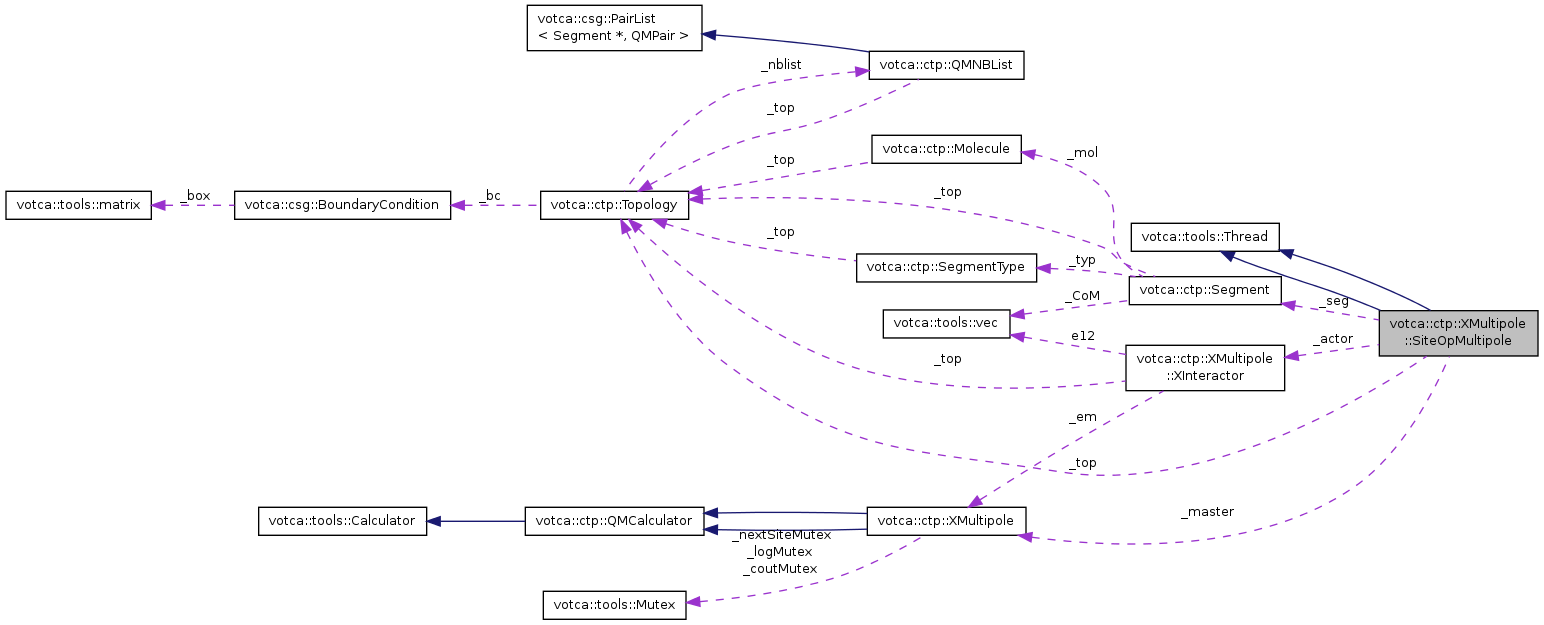 votca::csg::PairList
< Segment *, QMPair >
votca::ctp::QMNBList
_nblist
_top
votca::ctp::Molecule
_mol
_top
_top
votca::tools::matrix
_box
votca::csg::BoundaryCondition
_bc
votca::ctp::Topology
votca::tools::Thread
_top
votca::ctp::SegmentType
_typ
votca::ctp::Segment
_CoM
_seg
votca::tools::vec
e12
votca::ctp::XMultipole
::SiteOpMultipole
_actor
votca::ctp::XMultipole
::XInteractor
_top
_em
_top
_master
votca::tools::Calculator
votca::ctp::QMCalculator
votca::ctp::XMultipole
_nextSiteMutex
_logMutex
_coutMutex
votca::tools::Mutex